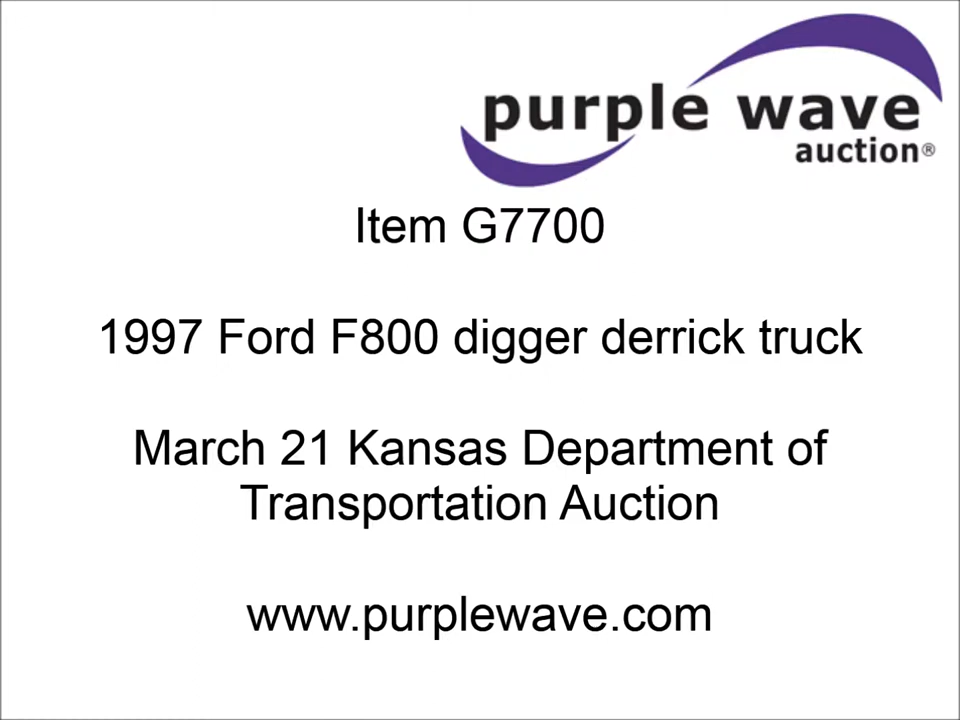 purple wave
auction®
Item G7700
1997 Ford F800 digger derrick truck
March 21 Kansas Department of
Transportation Auction
www.purplewave.com